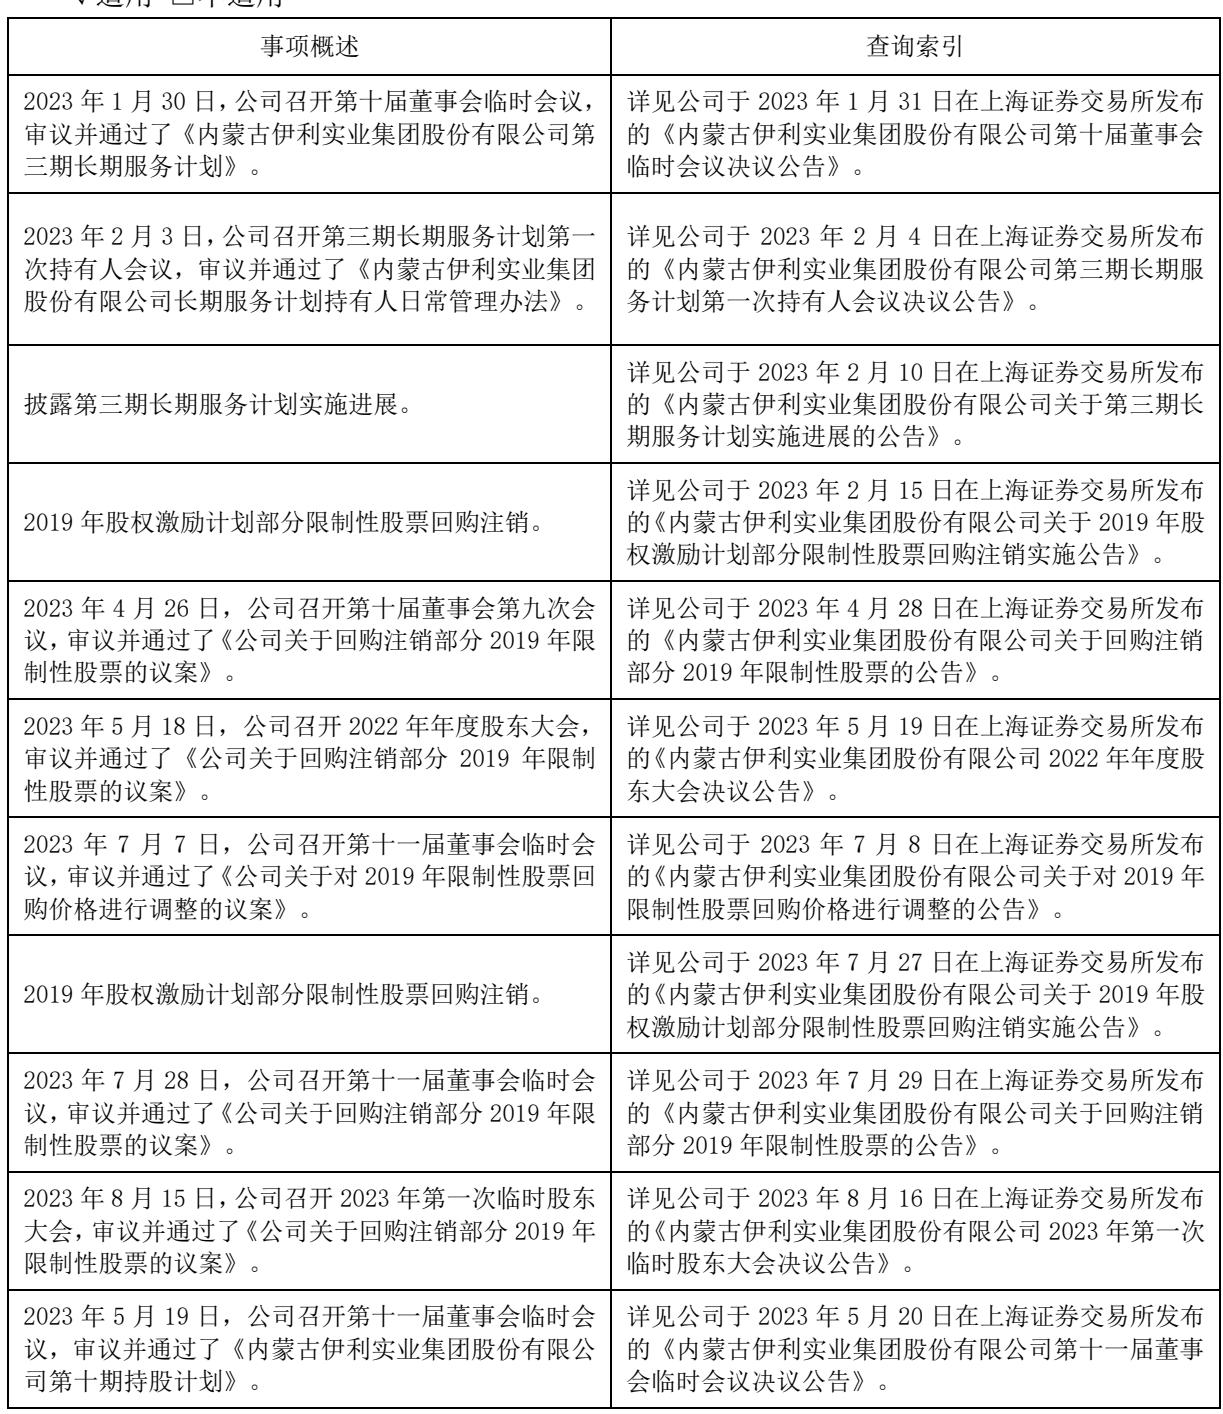 √适用 □不适用
事项概述
查询索引
2023 年 1 月 30 日，公司召开第十届董事会临时会议，
审议并通过了《内蒙古伊利实业集团股份有限公司第
三期长期服务计划》。
详见公司于 2023 年 1 月 31 日在上海证券交易所发布
的《内蒙古伊利实业集团股份有限公司第十届董事会
临时会议决议公告》。
2023 年 2 月 3 日，公司召开第三期长期服务计划第一
次持有人会议，审议并通过了《内蒙古伊利实业集团
股份有限公司长期服务计划持有人日常管理办法》。
详见公司于 2023 年 2 月 4 日在上海证券交易所发布
的《内蒙古伊利实业集团股份有限公司第三期长期服
务计划第一次持有人会议决议公告》。
披露第三期长期服务计划实施进展。
详见公司于 2023 年 2 月 10 日在上海证券交易所发布
的《内蒙古伊利实业集团股份有限公司关于第三期长
期服务计划实施进展的公告》。
2019 年股权激励计划部分限制性股票回购注销。
详见公司于 2023 年 2 月 15 日在上海证券交易所发布
的《内蒙古伊利实业集团股份有限公司关于 2019 年股
权激励计划部分限制性股票回购注销实施公告》。
2023 年 4 月 26 日，公司召开第十届董事会第九次会
议，审议并通过了《公司关于回购注销部分 2019 年限
制性股票的议案》。
详见公司于 2023 年 4 月 28 日在上海证券交易所发布
的《内蒙古伊利实业集团股份有限公司关于回购注销
部分 2019 年限制性股票的公告》。
2023 年 5 月 18 日，公司召开 2022 年年度股东大会，
审议并通过了《公司关于回购注销部分 2019 年限制
性股票的议案》。
详见公司于 2023 年 5 月 19 日在上海证券交易所发布
的《内蒙古伊利实业集团股份有限公司 2022 年年度股
东大会决议公告》。
2023 年 7 月 7 日，公司召开第十一届董事会临时会
议，审议并通过了《公司关于对 2019 年限制性股票回
购价格进行调整的议案》。
详见公司于 2023 年 7 月 8 日在上海证券交易所发布
的《内蒙古伊利实业集团股份有限公司关于对 2019 年
限制性股票回购价格进行调整的公告》。
2019 年股权激励计划部分限制性股票回购注销。
详见公司于 2023 年 7 月 27 日在上海证券交易所发布
的《内蒙古伊利实业集团股份有限公司关于 2019 年股
权激励计划部分限制性股票回购注销实施公告》。
2023 年 7 月 28 日，公司召开第十一届董事会临时会
议，审议并通过了《公司关于回购注销部分 2019 年限
制性股票的议案》。
详见公司于 2023 年 7 月 29 日在上海证券交易所发布
的《内蒙古伊利实业集团股份有限公司关于回购注销
部分 2019 年限制性股票的公告》。
2023 年 8 月 15 日，公司召开 2023 年第一次临时股东
大会，审议并通过了《公司关于回购注销部分 2019 年
限制性股票的议案》。
详见公司于 2023 年 8 月 16 日在上海证券交易所发布
的《内蒙古伊利实业集团股份有限公司 2023 年第一次
临时股东大会决议公告》。
2023 年 5 月 19 日，公司召开第十一届董事会临时会
议，审议并通过了《内蒙古伊利实业集团股份有限公
司第十期持股计划》。
详见公司于 2023 年 5 月 20 日在上海证券交易所发布
的《内蒙古伊利实业集团股份有限公司第十一届董事
会临时会议决议公告》。